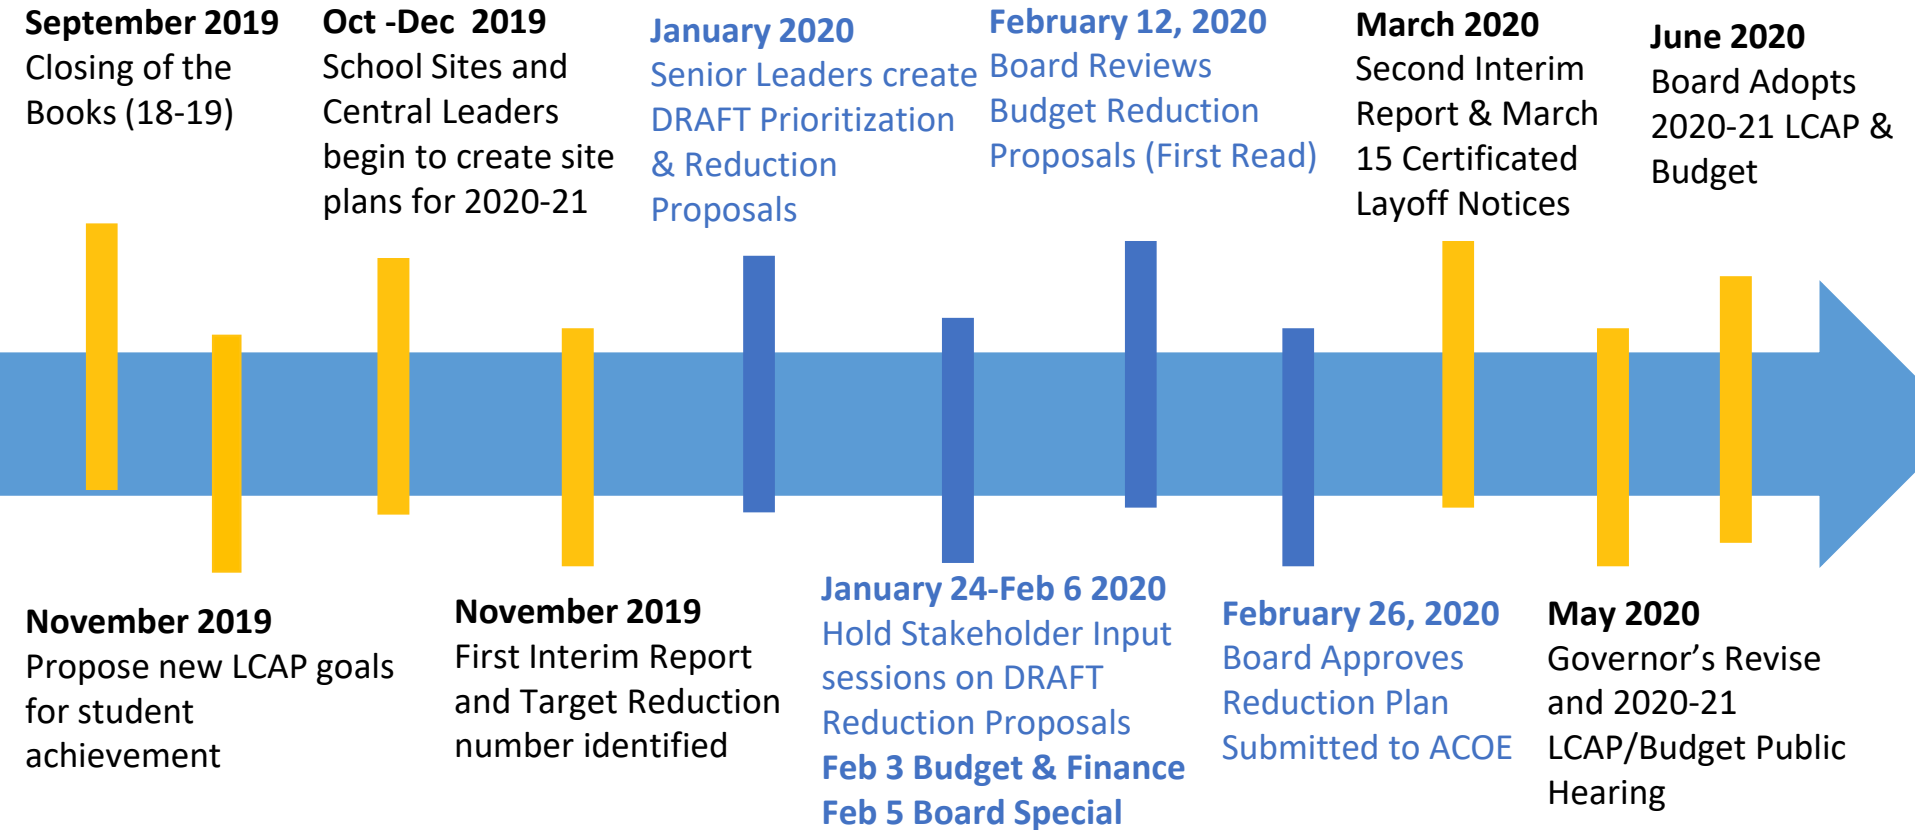 September 2019
Closing of the
Books (18-19)
Oct -Dec  2019
School Sites and
Central Leaders
begin to create site
plans for 2020-21
January 2020
Senior Leaders create
DRAFT Prioritization
& Reduction
Proposals
February 12, 2020
Board Reviews
Budget Reduction
Proposals (First Read)
March 2020
Second Interim
Report & March
15 Certificated
Layoff Notices
June 2020
Board Adopts
2020-21 LCAP &
Budget
November 2019
Propose new LCAP goals
for student
achievement
November 2019
First Interim Report
and Target Reduction
number identified
January 24-Feb 6 2020
Hold Stakeholder Input
sessions on DRAFT
Reduction Proposals
Feb 3 Budget & Finance
Feb 5 Board Special
February 26, 2020
Board Approves
Reduction Plan
Submitted to ACOE
May 2020
Governor’s Revise
and 2020-21
LCAP/Budget Public
Hearing